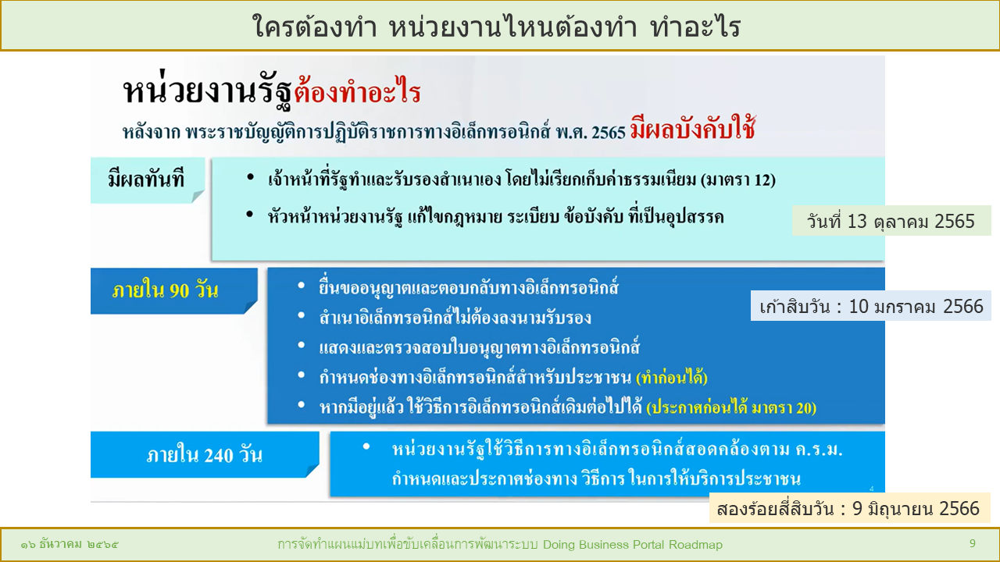 ใครต้องทำ หน่วยงานไหนต้องทำ ทำอะไร
หน่วยงานรัฐต้องทำอะไร
หลังจาก พระราชบัญญัติการปฏิบัติราชการทางอิเล็กทรอนิกส์ พ.ศ. 2565 มีผลบังคับใช้
มีผลทันที
• เจ้าหน้าที่รัฐทำและรับรองสำเนาเอง โดยไม่เรียกเก็บค่าธรรมเนียม (มาตรา 12)
• หัวหน้าหน่วยงานรัฐ แก้ไขกฎหมาย ระเบียบ ข้อบังคับ ที่เป็นอุปสรรค
วันที่ 13 ตุลาคม 2565
ภายใน 90 วัน
• ยื่นขออนุญาตและตอบกลับทางอิเล็กทรอนิกส์
เก้าสิบวัน : 10 มกราคม 2566
• สำเนาอิเล็กทรอนิกส์ไม่ต้องลงนามรับรอง
• แสดงและตรวจสอบใบอนุญาตทางอิเล็กทรอนิกส์
• กำหนดช่องทางอิเล็กทรอนิกส์สำหรับประชาชน (ทำก่อนได้)
• หากมีอยู่แล้ว ใช้วิธีการอิเล็กทรอนิกส์เดิมต่อไปได้ (ประกาศก่อนได้ มาตรา 20)
ภายใน 240 วัน
• หน่วยงานรัฐใช้วิธีการทางอิเล็กทรอนิกส์สอดคล้องตาม ค.ร.ม.
กำหนดและประกาศช่องทาง วิธีการ ในการให้บริการประชาชน
4
สองร้อยสี่สิบวัน : 9 มิถุนายน 2566
๑๖ ธันวาคม ๒๕๖๕
การจัดทำแผนแม่บทเพื่อขับเคลื่อนการพัฒนาระบบ Doing Business Portal Roadmap
9